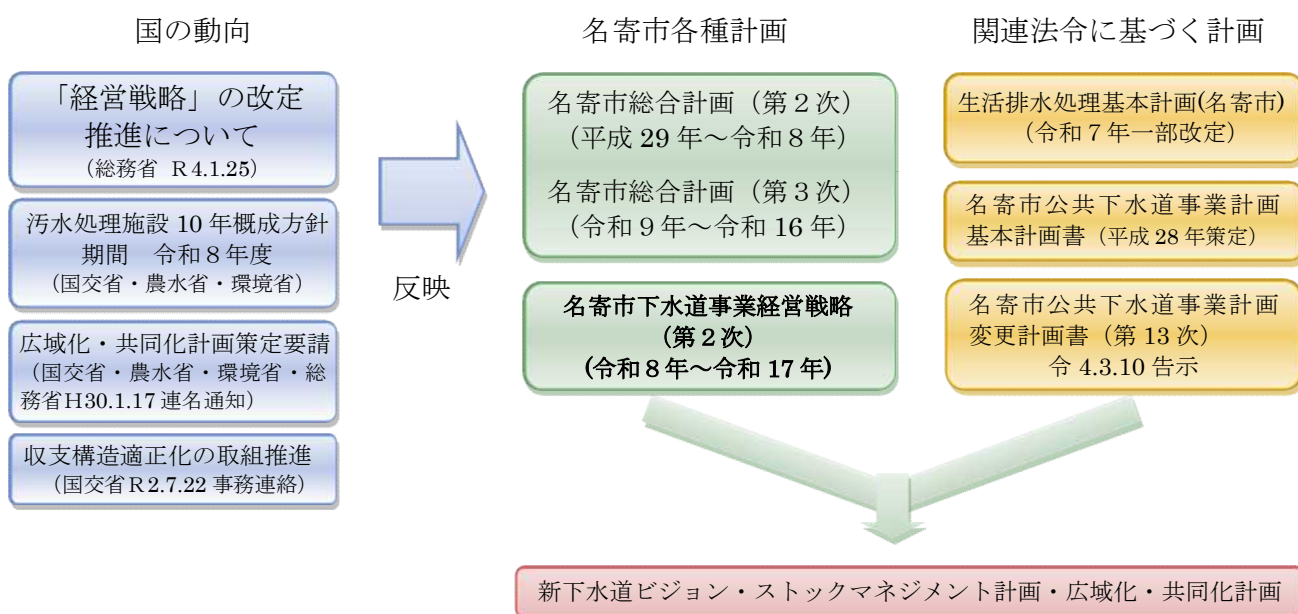 国の動向
「経営戦略」の改定
推進について
(総務省 R4.1.25)
汚水処理施設 10 年概成方針
期間 令和8年度
(国交省・農水省・環境省)
広域化・共同化計画策定要請
(国交省・農水省・環境省・総
務省H30.1.17 連名通知)
収支構造適正化の取組推進
(国交省R2.7.22 事務連絡)
反映
名寄市各種計画
名寄市総合計画(第2次)
(平成 29 年~令和8年)
名寄市総合計画(第3次)
(令和9年~令和 16 年)
名寄市下水道事業経営戦略
(第2次)
(令和8年~令和 17 年)
関連法令に基づく計画
生活排水処理基本計画(名寄市)
(令和7年一部改定)
名寄市公共下水道事業計画
基本計画書(平成 28 年策定)
名寄市公共下水道事業計画
変更計画書(第 13 次)
令 4.3.10 告示
新下水道ビジョン・ストックマネジメント計画・広域化・共同化計画